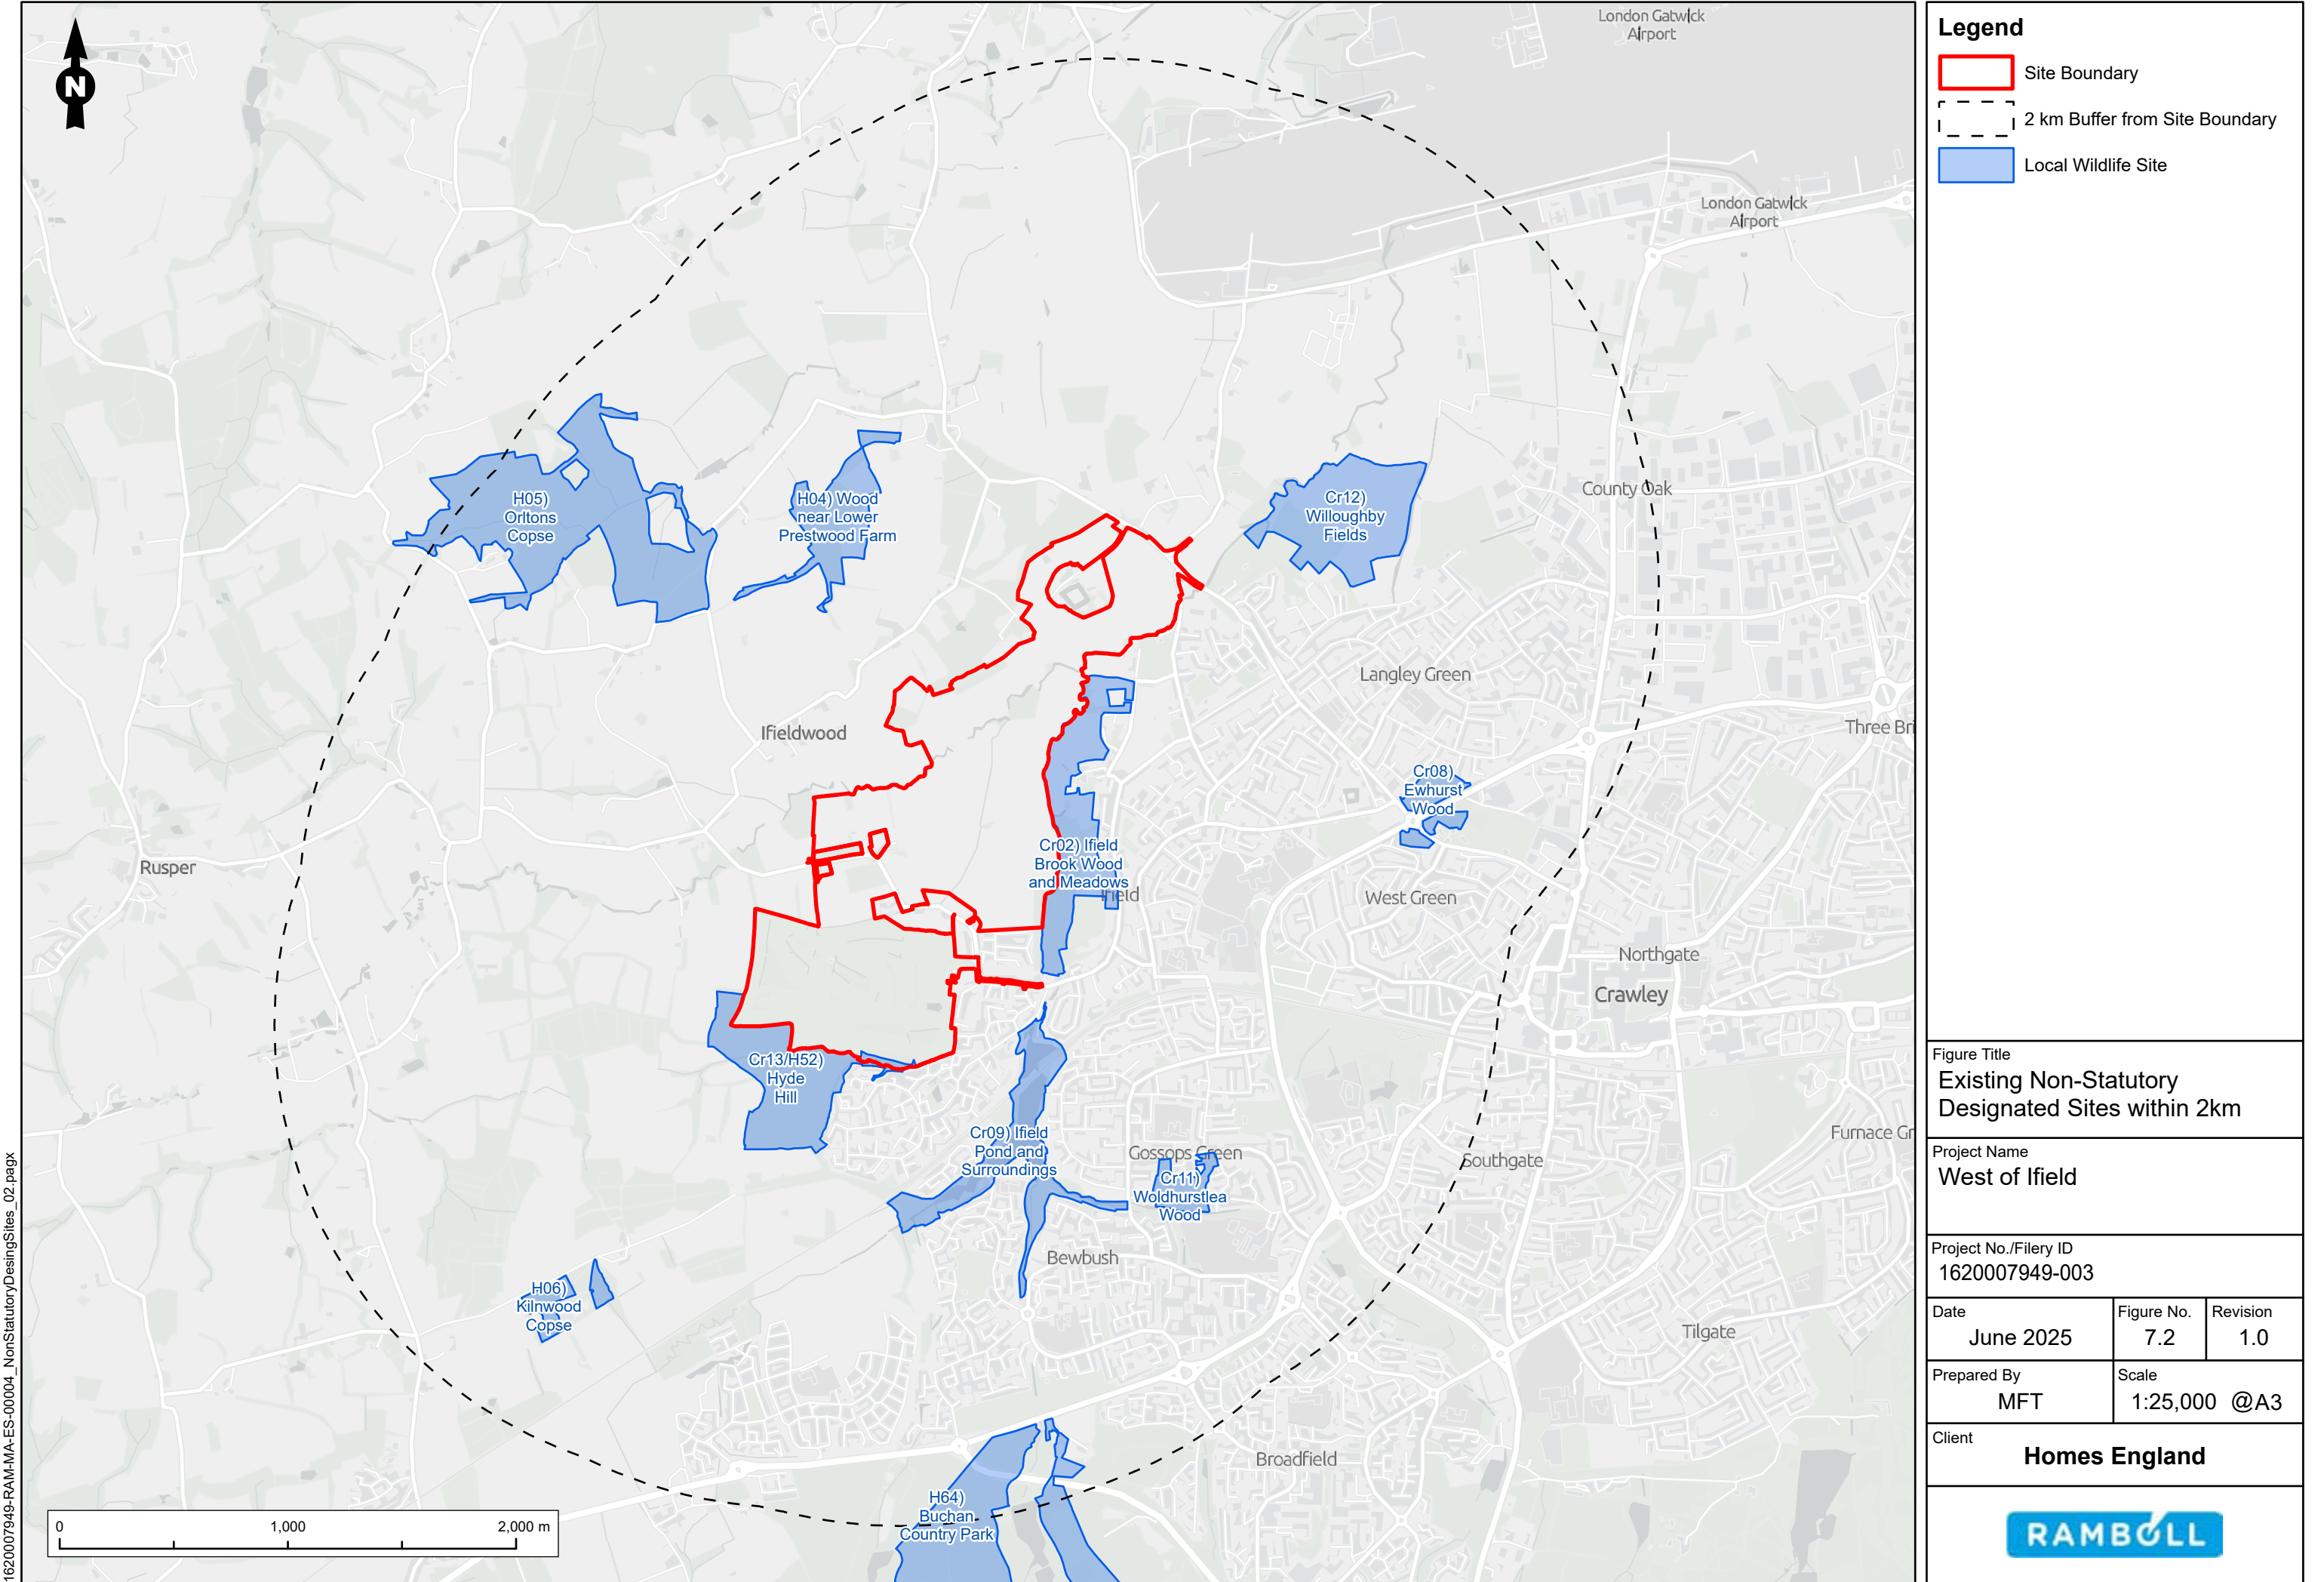 London Gatwick
Airport
N
London Gatwick
Airport
H05)
Orltons
Copse
H04) Wood
near Lower
Prestwood Farm
Cr12)
Willoughby
Fields
County Oak
Langley Green
Ifieldwood
Three Bri
Cr08)
Ewhurst
Wood
Rusper
Cr02) Ifield
Brook Wood
and Meadows
Ifield
West Green
Northgate
Crawley
Cr13/H52)
Hyde
Hill
Cr09) Ifield
Pond and
Surroundings
Gossops Green
Cr11)
Woldhurstlea
Wood
Southgate
Furnace Gr
Bewbush
H06)
Kilnwood
Copse
Tilgate
Broadfield
H64)
Buchan
Country Park
0 1,000 2,000 m
1620007949-RAM-MA-ES-00004_NonStatutoryDesingSites_02.pagx
Legend
Site Boundary
2 km Buffer from Site Boundary
Local Wildlife Site
Figure Title
Existing Non-Statutory
Designated Sites within 2km
Project Name
West of Ifield
Project No./Filery ID
1620007949-003
Date
June 2025
Figure No.
7.2
Revision
1.0
Prepared By
MFT
Scale
1:25,000 @A3
Client
Homes England
RAMBOLL